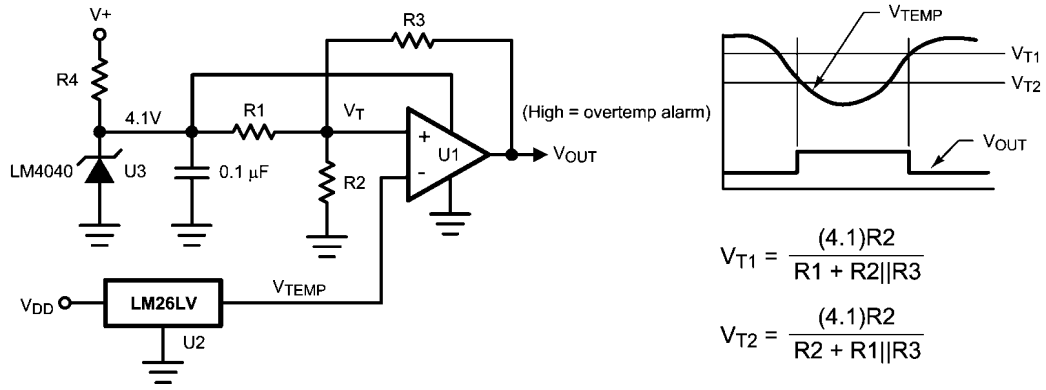 V+
R3
R4
4.1V
R1
VT
(High = overtemp alarm)
+
U1
-
VOUT
LM4040
U3
0.1 μF
R2
VTEMP
VDD
LM26LV
U2
VTEMP
VT1
VT2
VOUT
VT1 = (4.1)R2 / R1 + R2||R3
VT2 = (4.1)R2 / R2 + R1||R3